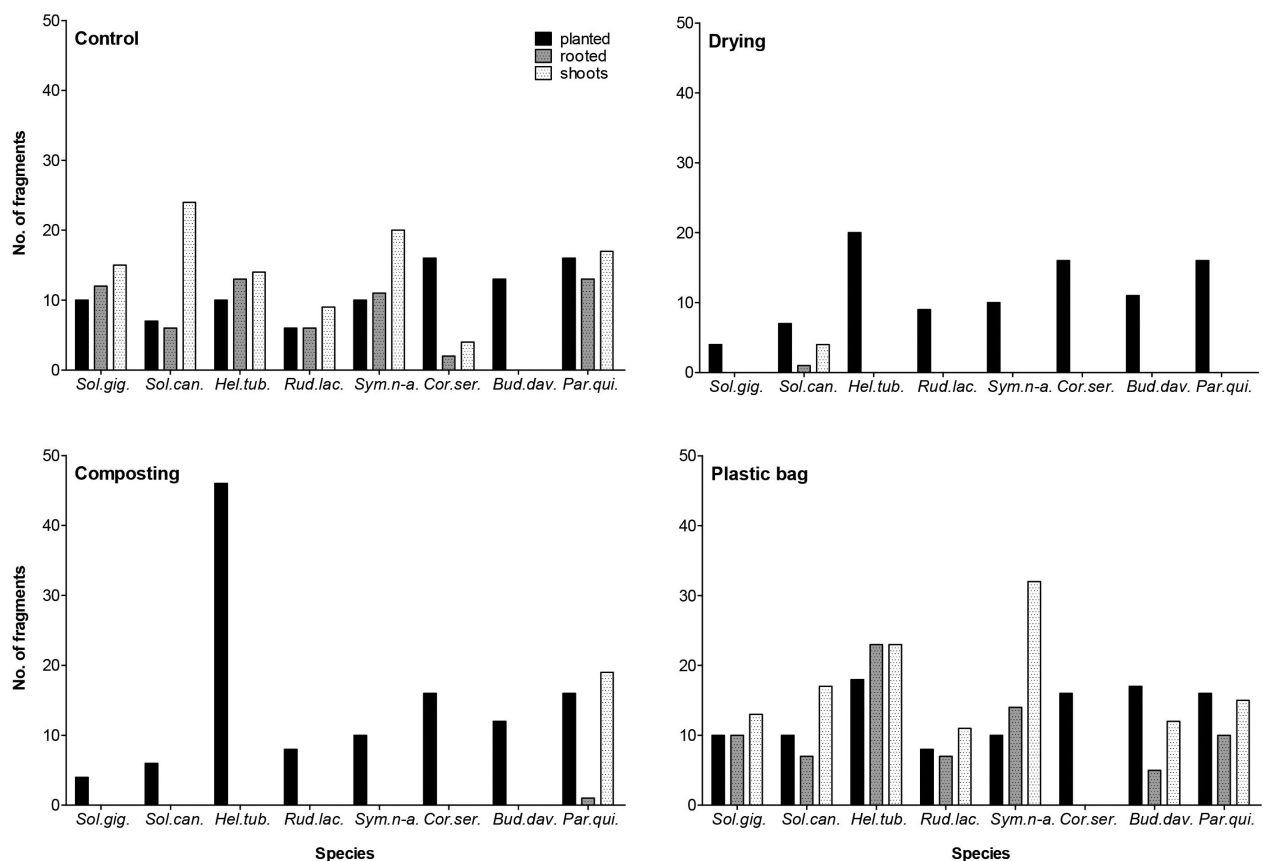 Control
planted
rooted
shoots
No. of fragments
50
40
30
20
10
0
Sol.gig. Sol.can. Hel.tub. Rud.lac. Sym.n-a. Cor.ser. Bud.dav. Par.qui.
Drying
50
40
30
20
10
0
Sol.gig. Sol.can. Hel.tub. Rud.lac. Sym.n-a. Cor.ser. Bud.dav. Par.qui.
Composting
No. of fragments
50
40
30
20
10
0
Sol.gig. Sol.can. Hel.tub. Rud.lac. Sym.n-a. Cor.ser. Bud.dav. Par.qui.
Species
Plastic bag
50
40
30
20
10
0
Sol.gig. Sol.can. Hel.tub. Rud.lac. Sym.n-a. Cor.ser. Bud.dav. Par.qui.
Species